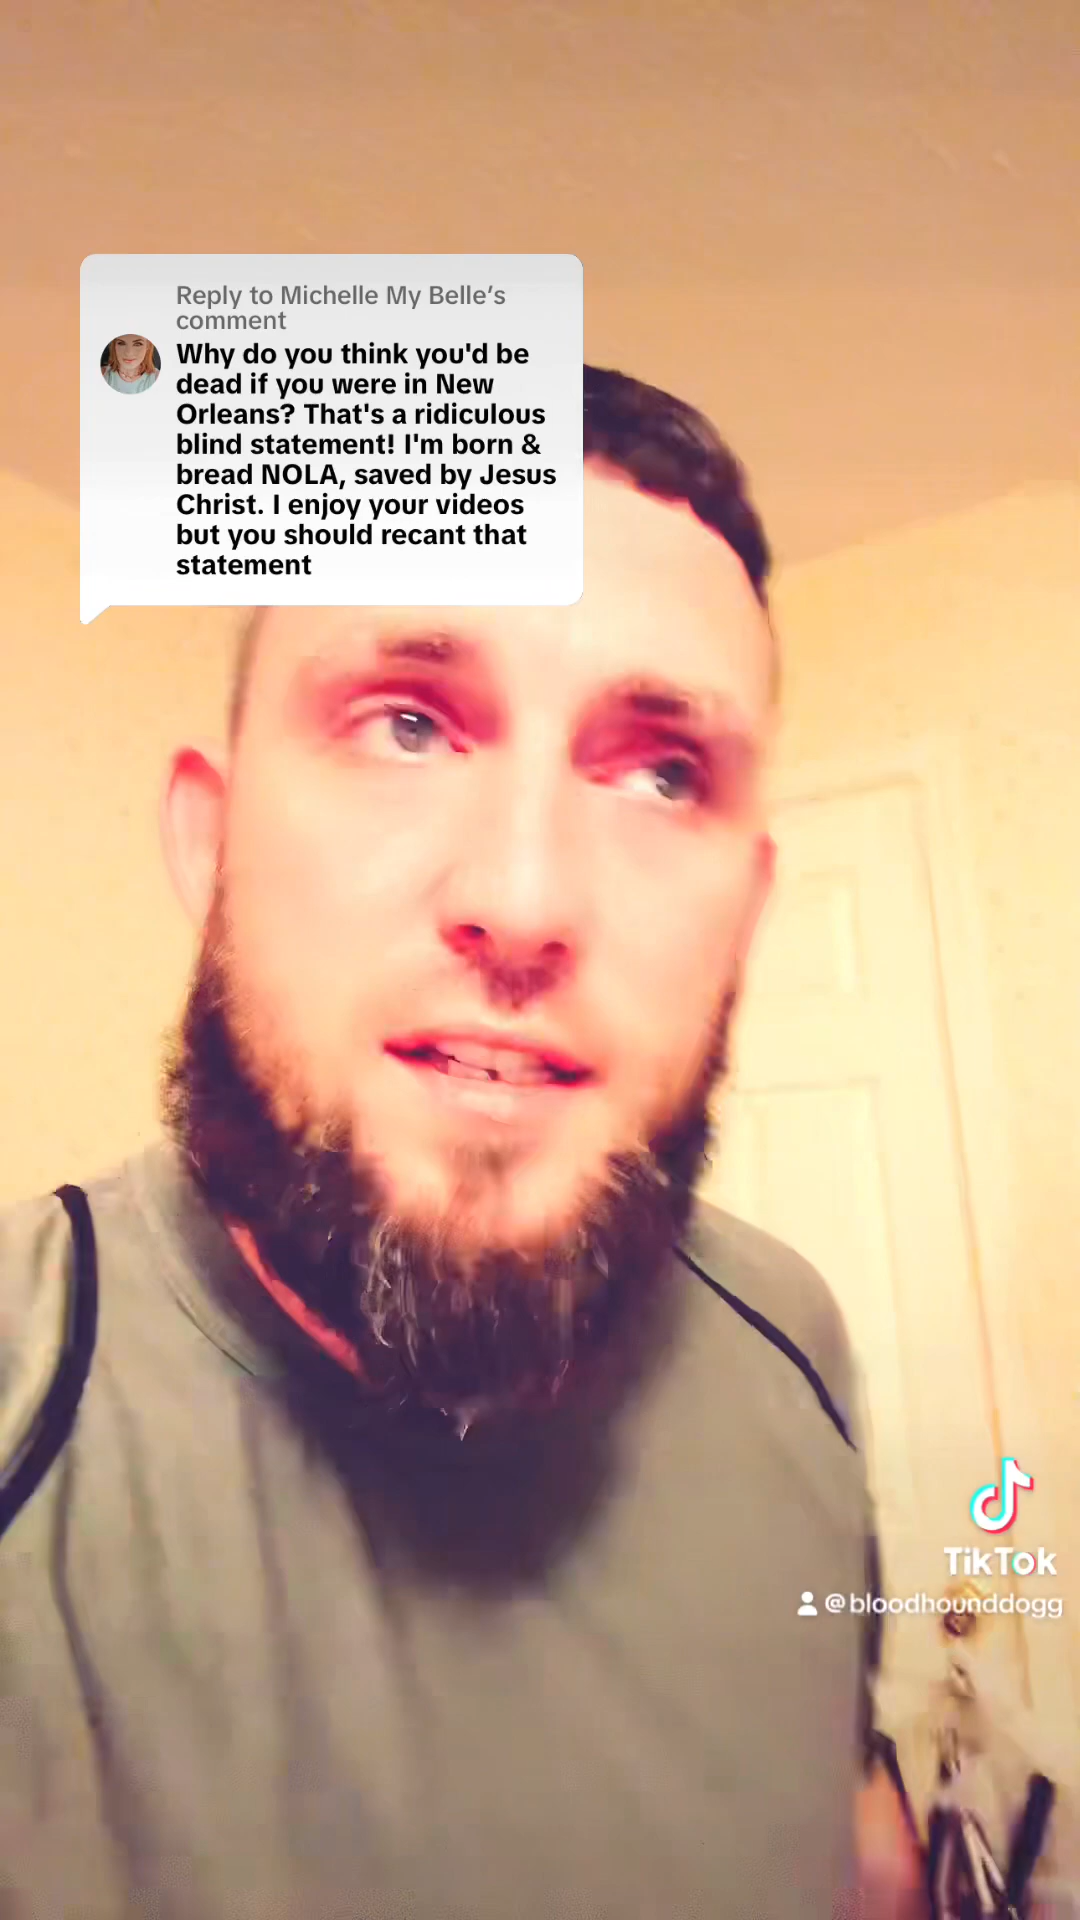 Reply to Michelle My Belle’s
comment
Why do you think you'd be
dead if you were in New
Orleans? That's a ridiculous
blind statement! I'm born &
bread NOLA, saved by Jesus
Christ. I enjoy your videos
but you should recant that
statement
TikTok
@bloodhounddogg